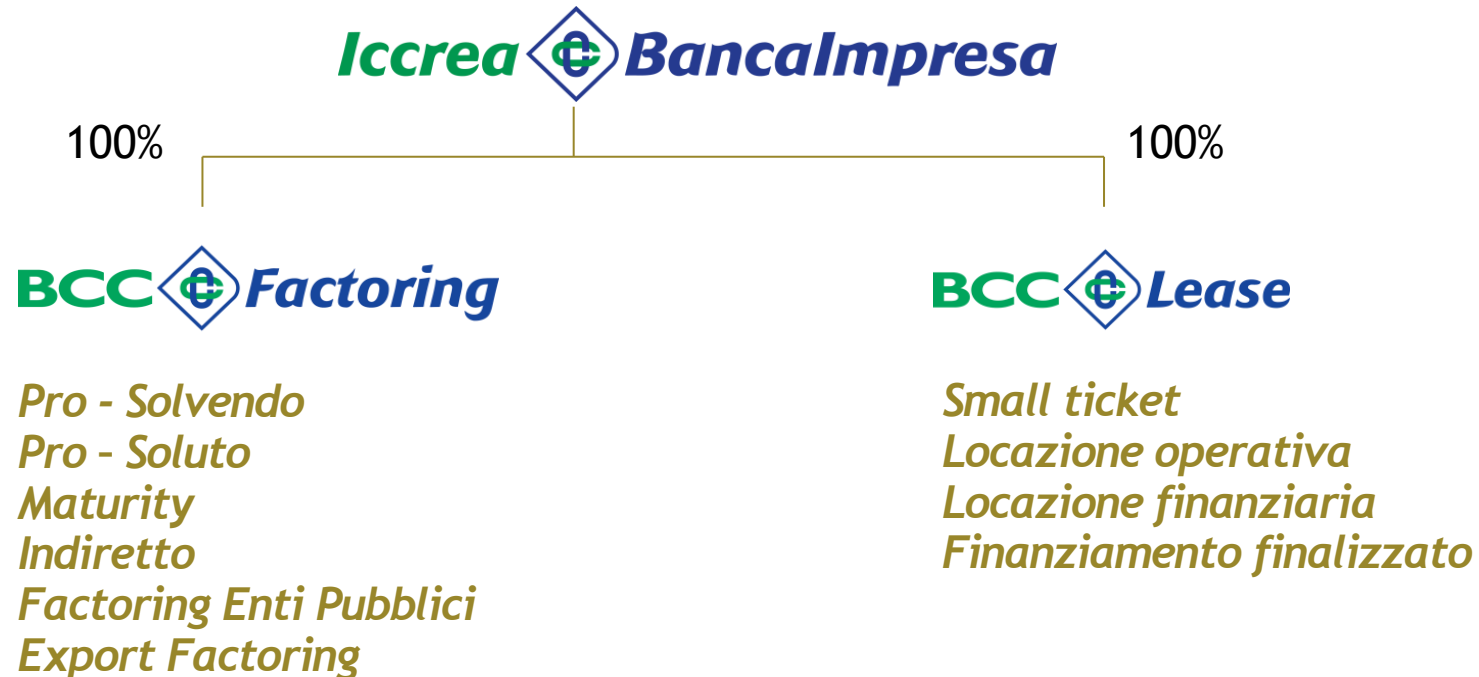 Iccrea BancaImpresa
100%
100%
BCC Factoring
BCC Lease
Pro - Solvendo
Pro – Soluto
Maturity
Indiretto
Factoring Enti Pubblici
Export Factoring
Small ticket
Locazione operativa
Locazione finanziaria
Finanziamento finalizzato